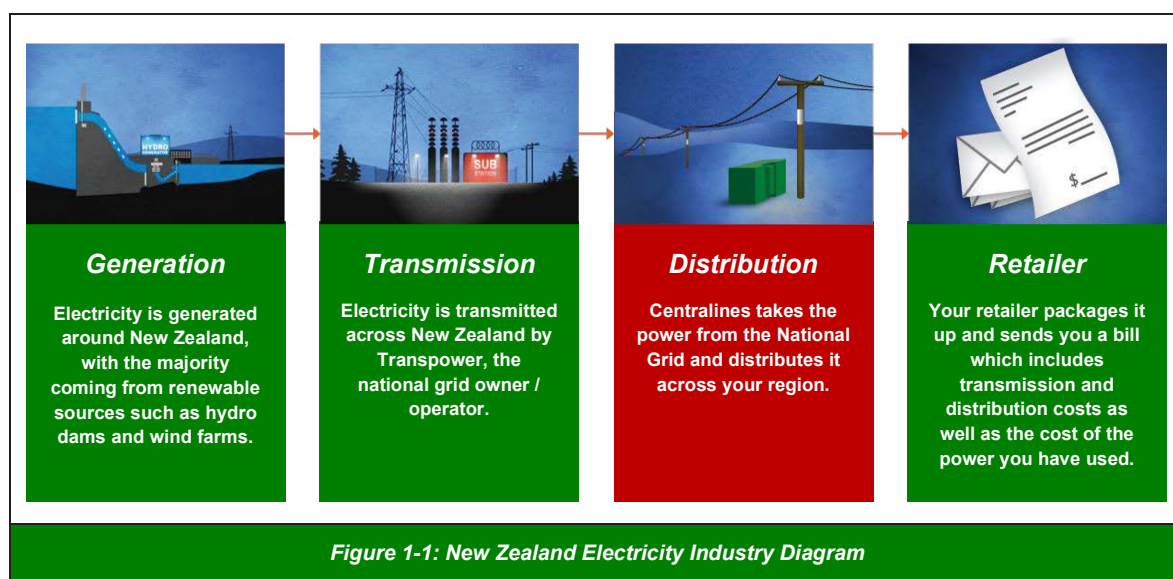 HYDRO
GENERATOR
SUB
STATION
$
Generation
Electricity is generated
around New Zealand,
with the majority
coming from renewable
sources such as hydro
dams and wind farms.
Transmission
Electricity is transmitted
across New Zealand by
Transpower, the
national grid owner /
operator.
Distribution
Centralines takes the
power from the National
Grid and distributes it
across your region.
Retailer
Your retailer packages it
up and sends you a bill
which includes
transmission and
distribution costs as
well as the cost of the
power you have used.
Figure 1-1: New Zealand Electricity Industry Diagram